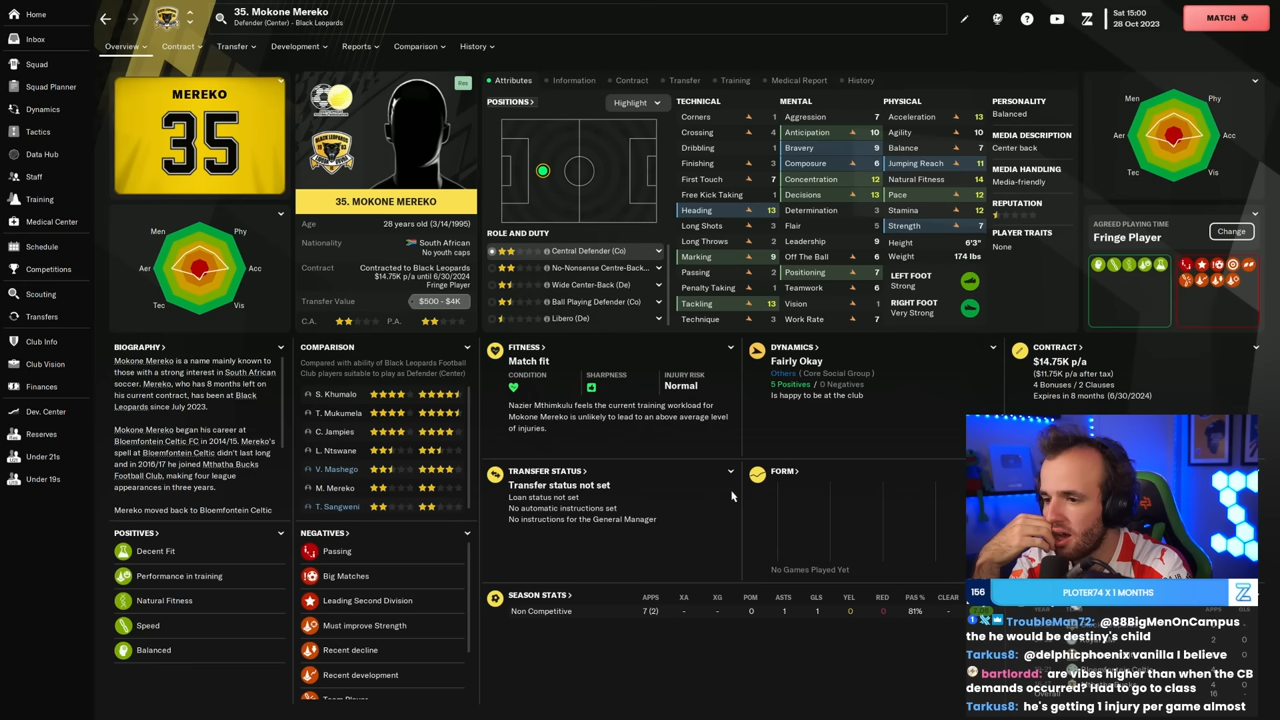 Home
Inbox
Squad
Squad Planner
Dynamics
Tactics
Data Hub
Staff
Training
Medical Center
Schedule
Competitions
Scouting
Transfers
Club Info
Club Vision
Finances
Dev. Center
Reserves
Under 21s
Under 19s
35. Mokone Mereko
Defender (Center) - Black Leopards
Sat 15:00
28 Oct 2023
MATCH
Overview
Contract
Transfer
Development
Reports
Comparison
History
MEREKO
35
Men
Phy
Aer
Acc
Tec
Vis
Res
35. MOKONE MEREKO
Age 28 years old (3/14/1995)
Nationality South African
No youth caps
Contract Contracted to Black Leopards
$14.75K p/a until 6/30/2024
Fringe Player
Transfer Value $500 - $4K
C.A. P.A.
Attributes
Information
Contract
Transfer
Training
Medical Report
History
POSITIONS
Highlight
ROLE AND DUTY
Central Defender (Co)
No-Nonsense Centre-Back...
Wide Center-Back (De)
Ball Playing Defender (Co)
Libero (De)
TECHNICAL
Corners 1
Crossing 4
Dribbling 1
Finishing 3
First Touch 7
Free Kick Taking 1
Heading 13
Long Shots 3
Long Throws 2
Marking 9
Passing 2
Penalty Taking 1
Tackling 13
Technique 3
MENTAL
Aggression 7
Anticipation 10
Bravery 9
Composure 6
Concentration 12
Decisions 13
Determination 3
Flair 5
Leadership 9
Off The Ball 6
Positioning 7
Teamwork 6
Vision 1
Work Rate 7
PHYSICAL
Acceleration 13
Agility 10
Balance 7
Jumping Reach 11
Natural Fitness 14
Pace 12
Stamina 12
Strength 7
Height 6'3"
Weight 174 lbs
LEFT FOOT
Strong
RIGHT FOOT
Very Strong
PERSONALITY
Balanced
MEDIA DESCRIPTION
Center back
MEDIA HANDLING
Media-friendly
REPUTATION
PLAYER TRAITS
None
Men
Phy
Aer
Acc
Tec
Vis
AGREED PLAYING TIME
Fringe Player
Change
BIOGRAPHY
Mokone Mereko is a name mainly known
to those with a strong interest in South
African soccer. Mereko, who has 8 months left on
his current contract, has been at Black
Leopards since July 2023.
Mokone Mereko began his career at
Bloemfontein Celtic FC in 2014/15. Mereko's
spell at Bloemfontein Celtic didn't last long
and in 2016/17 he joined Mthatha Bucks
Football Club, making four league
appearances in three years.
Mereko moved back to Bloemfontein Celtic
COMPARISON
Compared with ability of Black Leopards Football
Club players suitable to play as Defender (Center)
S. Khumalo
T. Mukumela
C. Jampies
L. Ntswane
V. Mashego
M. Mereko
T. Sangweni
POSITIVES
Decent Fit
Performance in training
Natural Fitness
Speed
Balanced
NEGATIVES
Passing
Big Matches
Leading Second Division
Must improve Strength
Recent decline
Recent development
Team Player
FITNESS
Match fit
CONDITION
SHARPNESS
INJURY RISK
Normal
Nazier Mthimkulu feels the current training workload for
Mokone Mereko is unlikely to lead to an above average level
of injuries.
DYNAMICS
Fairly Okay
Others ( Core Social Group )
5 Positives / 0 Negatives
Is happy to be at the club
CONTRACT
$14.75K p/a
($11.75K p/a after tax)
4 Bonuses / 2 Clauses
Expires in 8 months (6/30/2024)
TRANSFER STATUS
Transfer status not set
Loan status not set
No automatic instructions set
No instructions for the General Manager
FORM
No Games Played Yet
SEASON STATS
APPS XA XG POM ASTS GLS YEL RED PAS % CLEAR
Non Competitive 7 (2) - - - 1 1 0 0 81% -
156
PLOTER74 X 1 MONTHS
TroubleMan72: @88BigMenOnCampus
the he would be destiny's child
Tarkus8: @delphicphoenix vanilla I believe
bartlordd: are vibes higher than when the CB
demands occurred? Had to go to class
Tarkus8: he's getting 1 injury per game almost